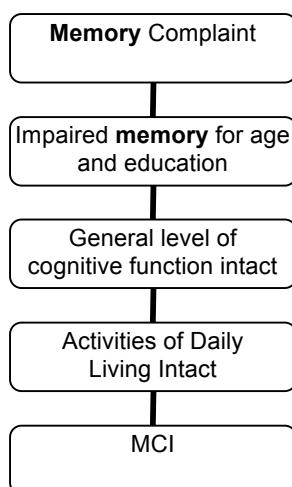 Memory Complaint
Impaired memory for age
and education
General level of
cognitive function intact
Activities of Daily
Living Intact
MCI